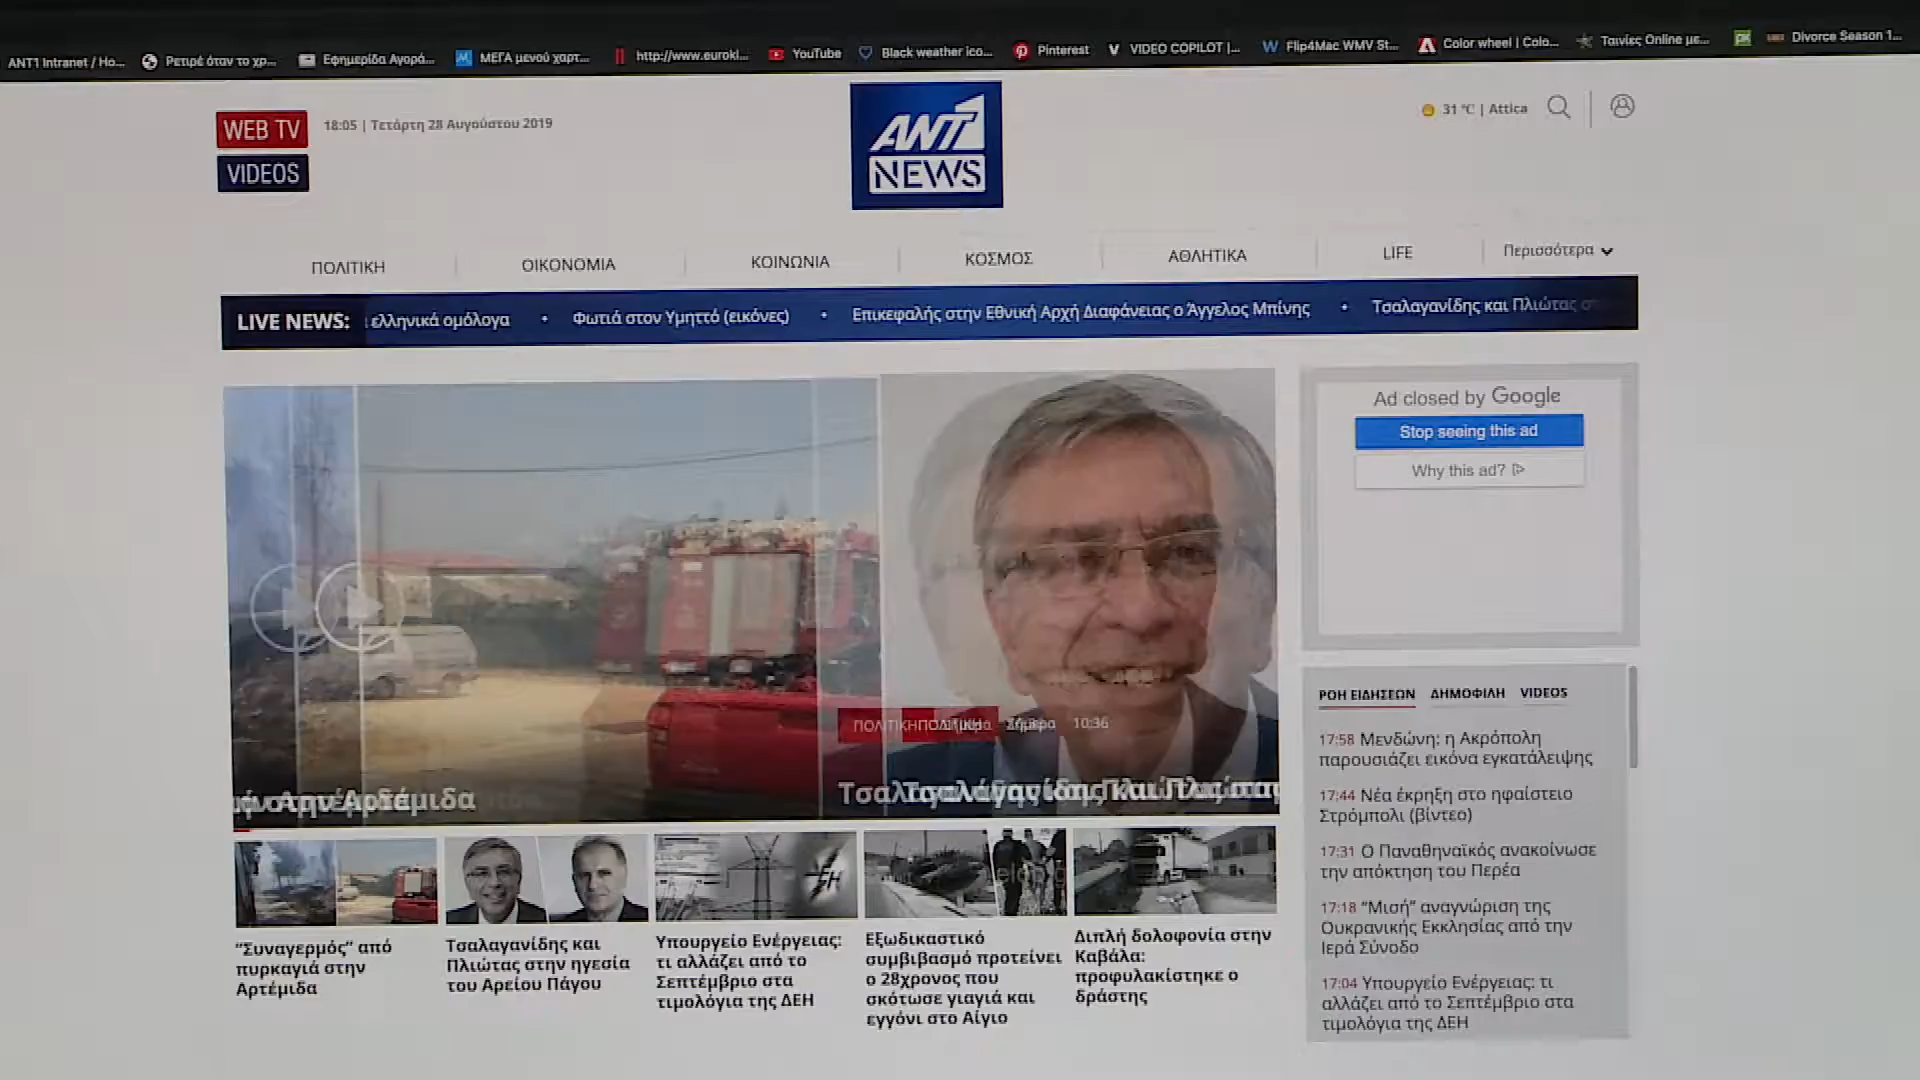 ANT1 Intranet / Ho...
Ρετιρέ όταν το χρ...
Εφημερίδα Αγορά...
ΜΕΓΑ μενού χαρτ...
http://www.eurokl...
YouTube
Black weather ico...
Pinterest
VIDEO COPILOT |...
Flip4Mac WMV St...
Color wheel | Colo...
Ταινίες Online με...
Divorce Season 1...
WEB TV
18:05 | Τετάρτη 28 Αυγούστου 2019
VIDEOS
ANT1
NEWS
31 °C | Attica
ΠΟΛΙΤΙΚΗ
ΟΙΚΟΝΟΜΙΑ
ΚΟΙΝΩΝΙΑ
ΚΟΣΜΟΣ
ΑΘΛΗΤΙΚΑ
LIFE
Περισσότερα
LIVE NEWS:
ελληνικά ομόλογα • Φωτιά στον Υμηττό (εικόνες) • Επικεφαλής στην Εθνική Αρχή Διαφάνειας ο Άγγελος Μπίνης • Τσαλαγανίδης και Πλιώτας
Ad closed by Google
Stop seeing this ad
Why this ad?
ΠΟΛΙΤΙΚΗ
ΠΟΛΙΤΙΚΗ
Σήμερα
10:36
“Συναγερμός” από
πυρκαγιά στην
Αρτέμιδα
Τσαλαγανίδης και
Πλιώτας στην ηγεσία
του Αρείου Πάγου
Υπουργείο Ενέργειας:
τι αλλάζει από το
Σεπτέμβριο στα
τιμολόγια της ΔΕΗ
Εξωδικαστικό
συμβιβασμό προτείνει
ο 28χρονος που
σκότωσε γιαγιά και
εγγόνι στο Αίγιο
Διπλή δολοφονία στην
Καβάλα:
προφυλακίστηκε ο
δράστης
ΡΟΗ ΕΙΔΗΣΕΩΝ
ΔΗΜΟΦΙΛΗ
VIDEOS
17:58 Μενδώνη: η Ακρόπολη
παρουσιάζει εικόνα εγκατάλειψης
17:44 Νέα έκρηξη στο ηφαίστειο
Στρόμπολι (βίντεο)
17:31 Ο Παναθηναϊκός ανακοίνωσε
την απόκτηση του Περέα
17:18 “Μισή” αναγνώριση της
Ουκρανικής Εκκλησίας από την
Ιερά Σύνοδο
17:04 Υπουργείο Ενέργειας: τι
αλλάζει από το Σεπτέμβριο στα
τιμολόγια της ΔΕΗ